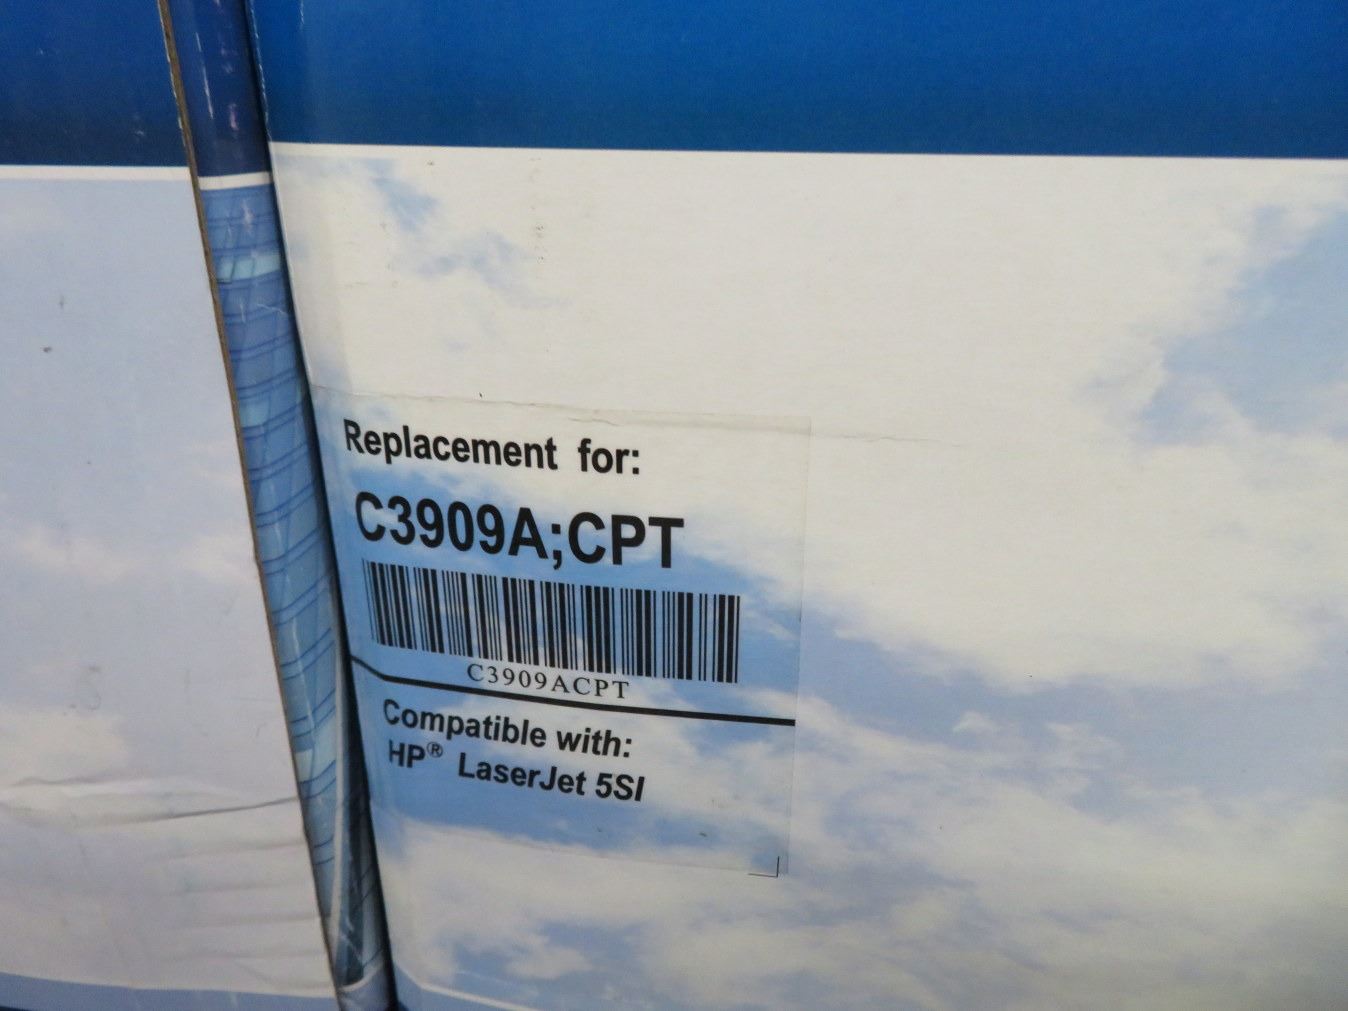 Replacement for:
C3909A;CPT
C3909ACPT
Compatible with:
HP® LaserJet 5SI